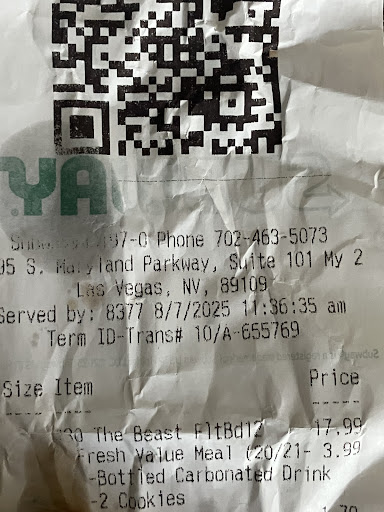 YA
Phone 702-463-5073
95 S. Maryland Parkway, Suite 101 My 2
Las Vegas, NV, 89109
Served by: 8377 8/7/2025 11:36:35 am
Term ID-Trans# 10/A-655769
Size Item Price
----- ---- -----
The Beast FltBd12 17.99
Fresh Value Meal (20/21- 3.99
-Bottled Carbonated Drink
-2 Cookies